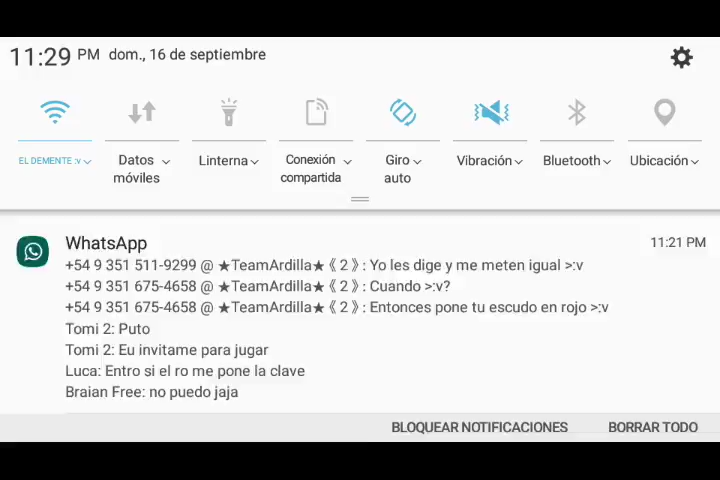 11:29 PM dom., 16 de septiembre
EL DEMENTE :v
Datos móviles
Linterna
Conexión compartida
Giro auto
Vibración
Bluetooth
Ubicación
WhatsApp 11:21 PM
+54 9 351 511-9299 @ ★TeamArdilla★《 2 》: Yo les dige y me meten igual >:v
+54 9 351 675-4658 @ ★TeamArdilla★《 2 》: Cuando >:v?
+54 9 351 675-4658 @ ★TeamArdilla★《 2 》: Entonces pone tu escudo en rojo >:v
Tomi 2: Puto
Tomi 2: Eu invitame para jugar
Luca: Entro si el ro me pone la clave
Braian Free: no puedo jaja
BLOQUEAR NOTIFICACIONES BORRAR TODO